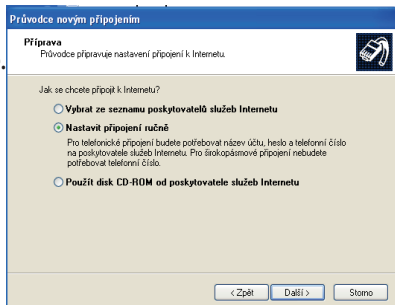 Průvodce novým připojením
Příprava
Průvodce připravuje nastavení připojení k Internetu.
Jak se chcete připojit k Internetu?
Vybrat ze seznamu poskytovatelů služeb Internetu
Nastavit připojení ručně
Pro telefonické připojení budete potřebovat název účtu, heslo a telefonní číslo
na poskytovatele služeb Internetu. Pro širokopásmové připojení nebudete
potřebovat telefonní číslo.
Použít disk CD-ROM od poskytovatele služeb Internetu
< Zpět
Další >
Storno